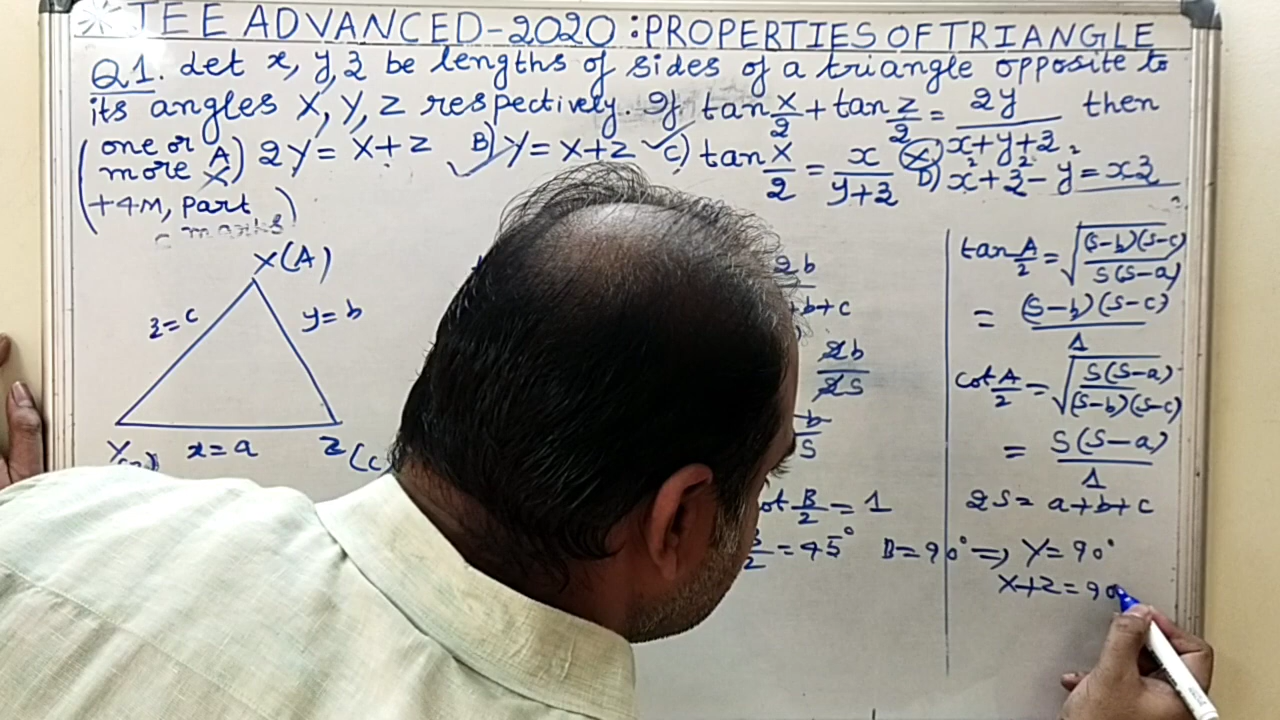 JEE ADVANCED-2020 : PROPERTIES OF TRIANGLE
Q1. Let x, y, z be lengths of sides of a triangle opposite to
its angles X, Y, Z respectively. If tan X/2 + tan Z/2 = 2y/(x+y+z) then
(one or more A) 2Y = X+Z B) Y = X+Z C) tan X/2 = x/(y+z) D) x²+z²-y² = xz
(+4M, part
marks)
X(A)
z=c y=b
Y x=a Z(C
2b
b+c
2b/2s
b/s
ot B/2 = 1
/2 = 45° B=90° ⇒ Y=90°
X+Z=90
tan A/2 = √((s-b)(s-c)/s(s-a))
= (s-b)(s-c)/Δ
cot A/2 = √(s(s-a)/(s-b)(s-c))
= s(s-a)/Δ
2s = a+b+c